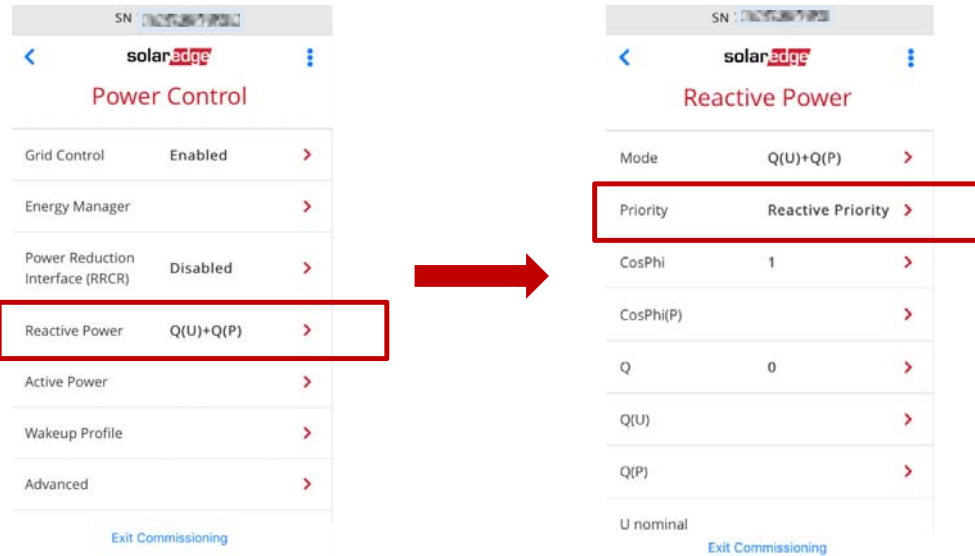 SN
solaredge
Power Control
Grid Control Enabled
Energy Manager
Power Reduction
Interface (RRCR) Disabled
Reactive Power Q(U)+Q(P)
Active Power
Wakeup Profile
Advanced
Exit Commissioning
SN
solaredge
Reactive Power
Mode Q(U)+Q(P)
Priority Reactive Priority
CosPhi 1
CosPhi(P)
Q 0
Q(U)
Q(P)
U nominal
Exit Commissioning